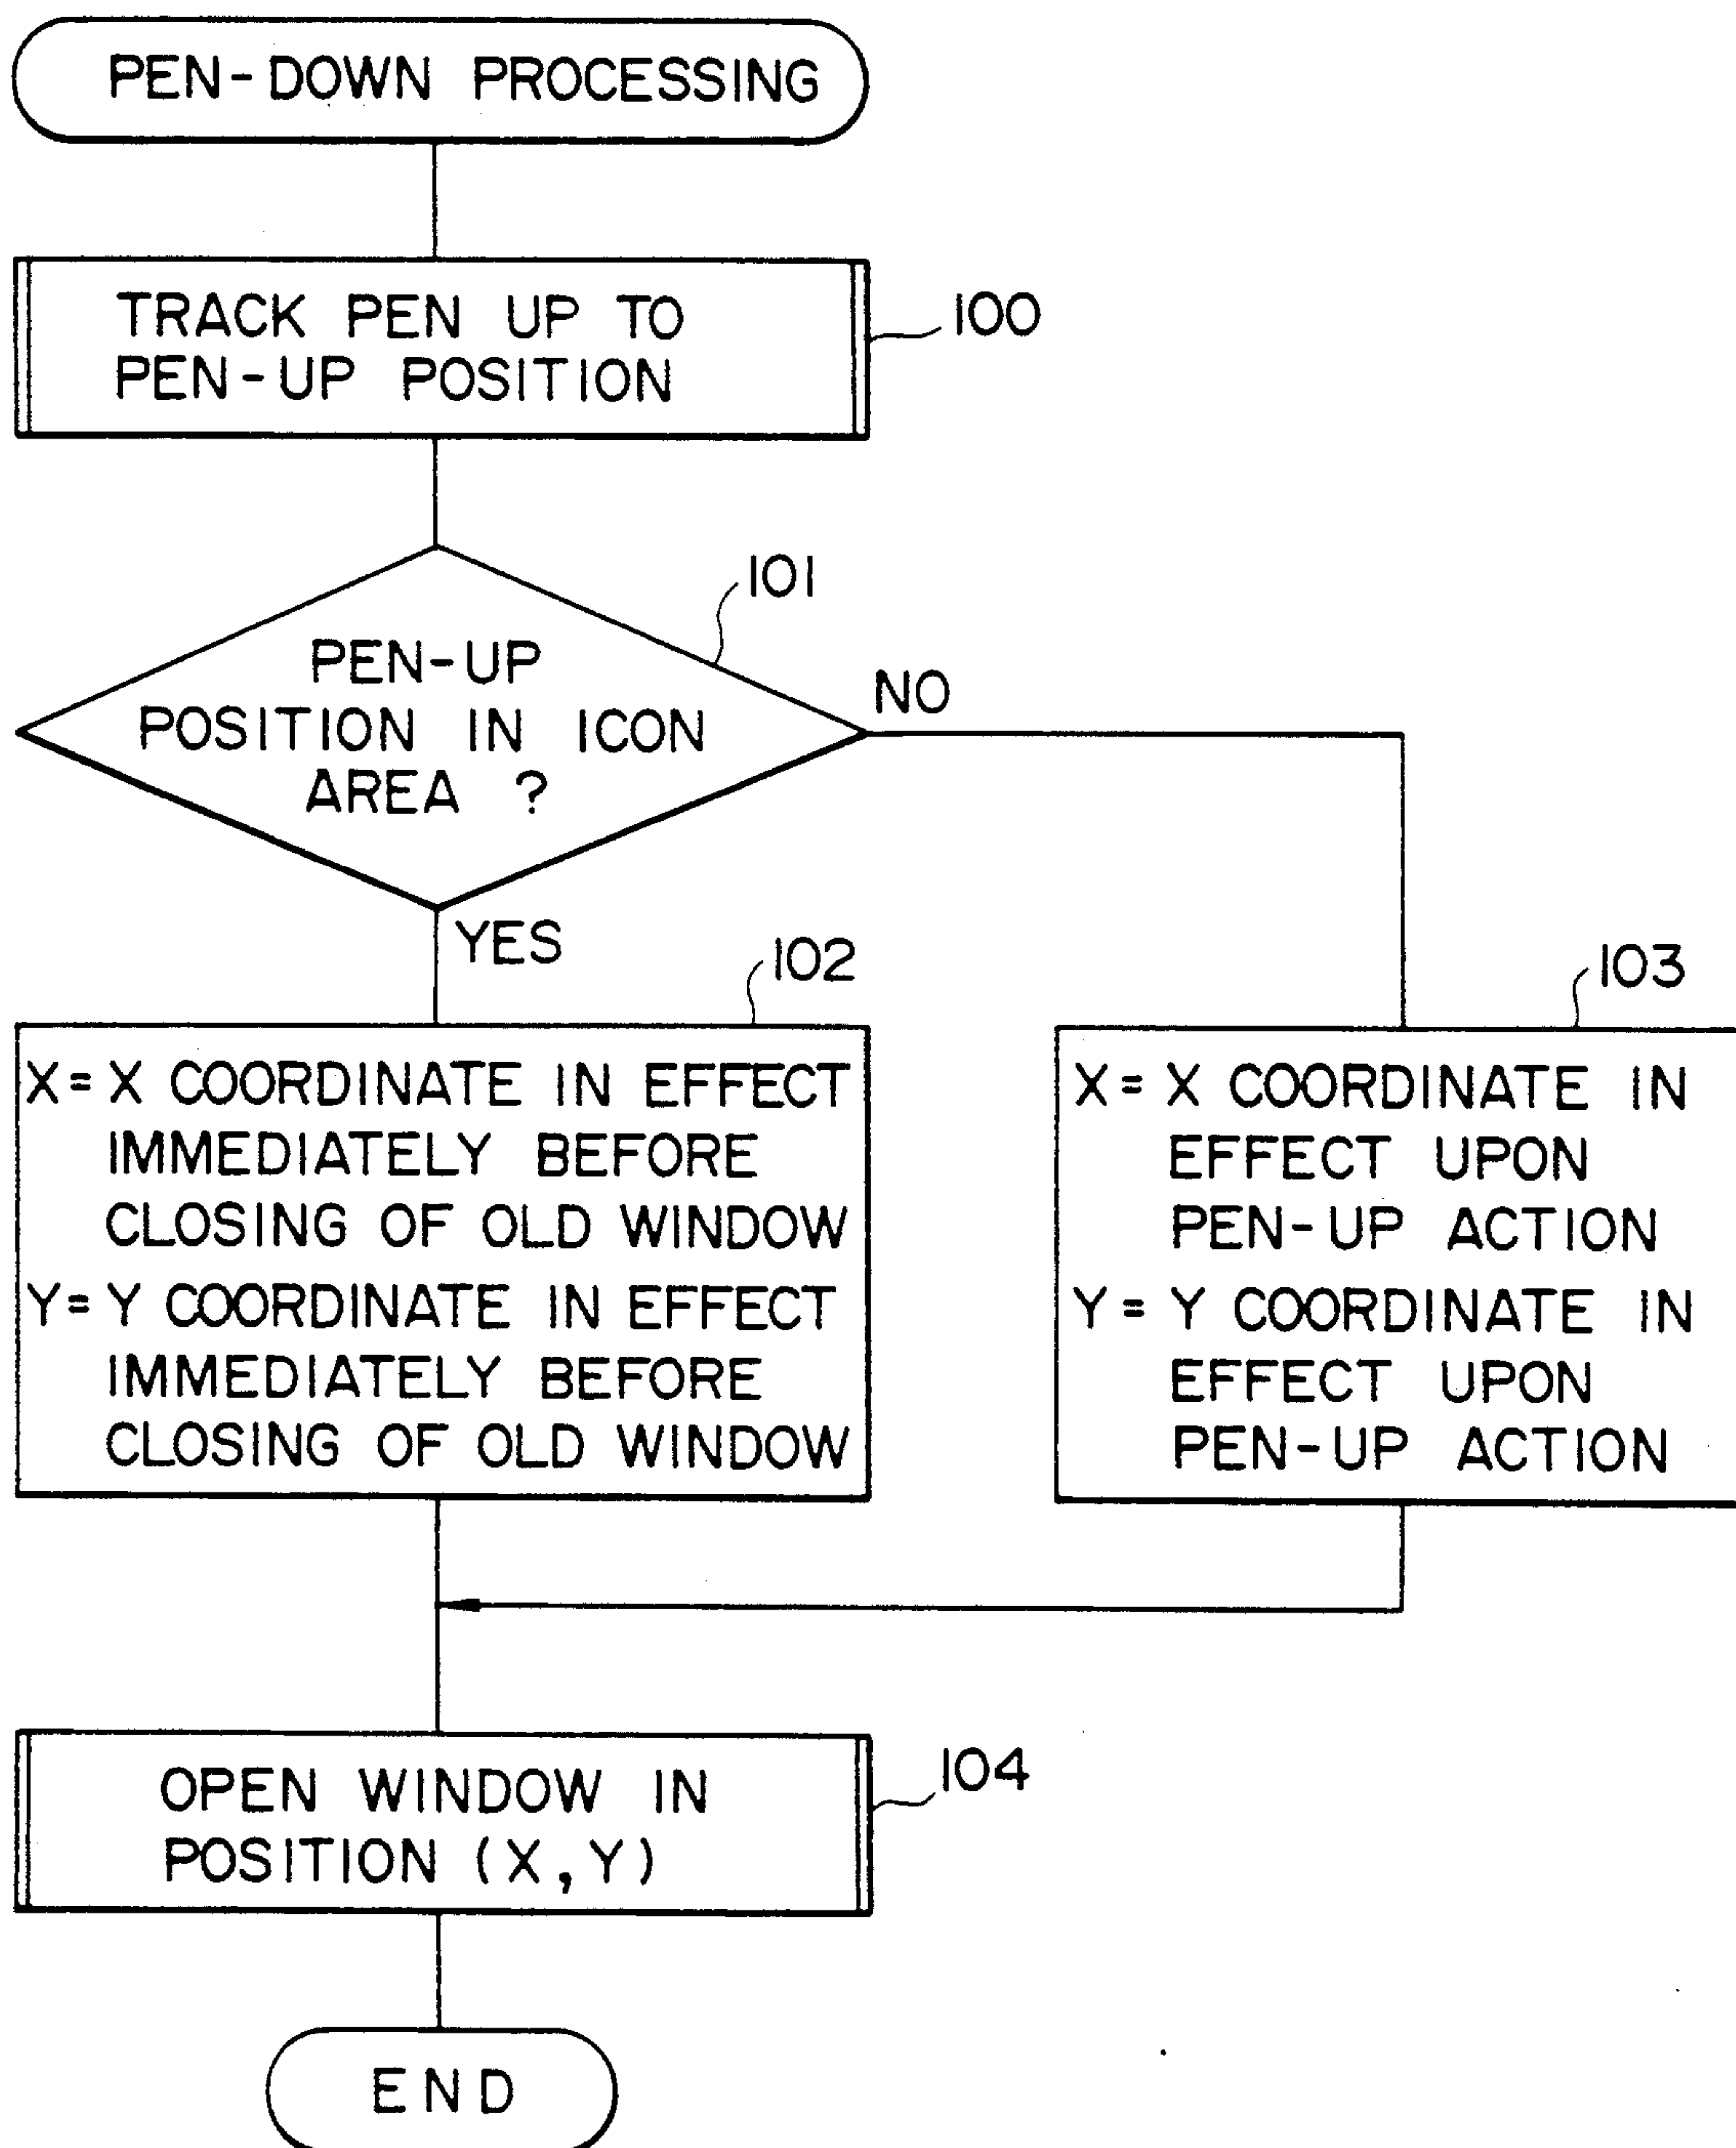 PEN-DOWN PROCESSING
TRACK PEN UP TO
PEN-UP POSITION
100
101
PEN-UP
POSITION IN ICON
AREA ?
NO
YES
102
X = X COORDINATE IN EFFECT
IMMEDIATELY BEFORE
CLOSING OF OLD WINDOW
Y = Y COORDINATE IN EFFECT
IMMEDIATELY BEFORE
CLOSING OF OLD WINDOW
103
X = X COORDINATE IN
EFFECT UPON
PEN-UP ACTION
Y = Y COORDINATE IN
EFFECT UPON
PEN-UP ACTION
OPEN WINDOW IN
POSITION (X, Y)
104
END